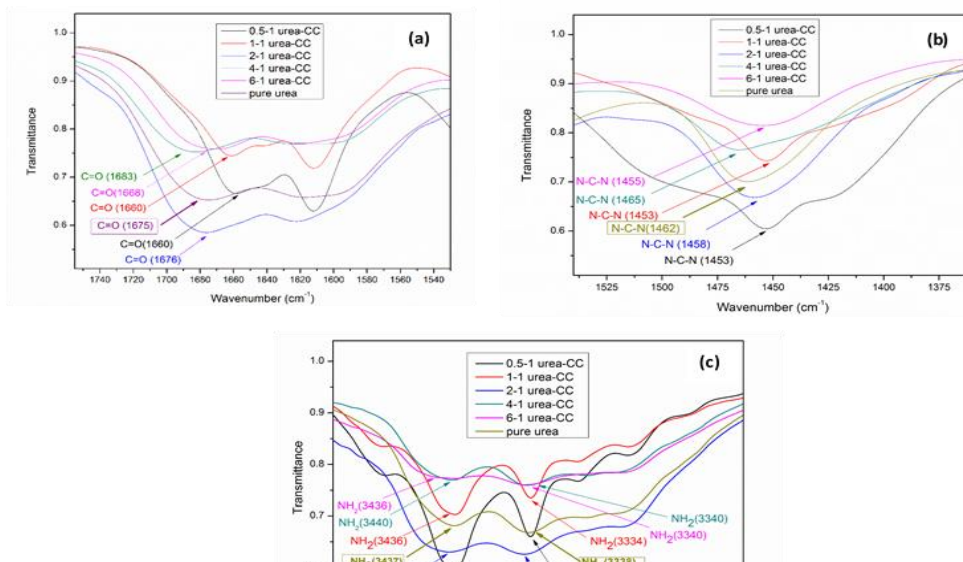 (a)
0.5-1 urea-CC
1-1 urea-CC
2-1 urea-CC
4-1 urea-CC
6-1 urea-CC
pure urea
1.0
0.9
0.8
0.7
0.6
Transmittance
C=O (1683)
C=O(1668)
C=O (1660)
C=O (1675)
C=O(1660)
C=O (1676)
1740 1720 1700 1680 1660 1640 1620 1600 1580 1560 1540
Wavenumber (cm⁻¹)
(b)
0.5-1 urea-CC
1-1 urea-CC
2-1 urea-CC
4-1 urea-CC
6-1 urea-CC
pure urea
1.0
0.9
0.8
0.7
0.6
Transmittance
N-C-N (1455)
N-C-N (1465)
N-C-N (1453)
N-C-N(1462)
N-C-N (1458)
N-C-N (1453)
1525 1500 1475 1450 1425 1400 1375
Wavenumber (cm⁻¹)
(c)
0.5-1 urea-CC
1-1 urea-CC
2-1 urea-CC
4-1 urea-CC
6-1 urea-CC
pure urea
1.0
0.9
0.8
0.7
Transmittance
NH₂(3436)
NH₂(3440)
NH₂(3436)
NH₂(3340)
NH₂(3340)
NH₂(3334)